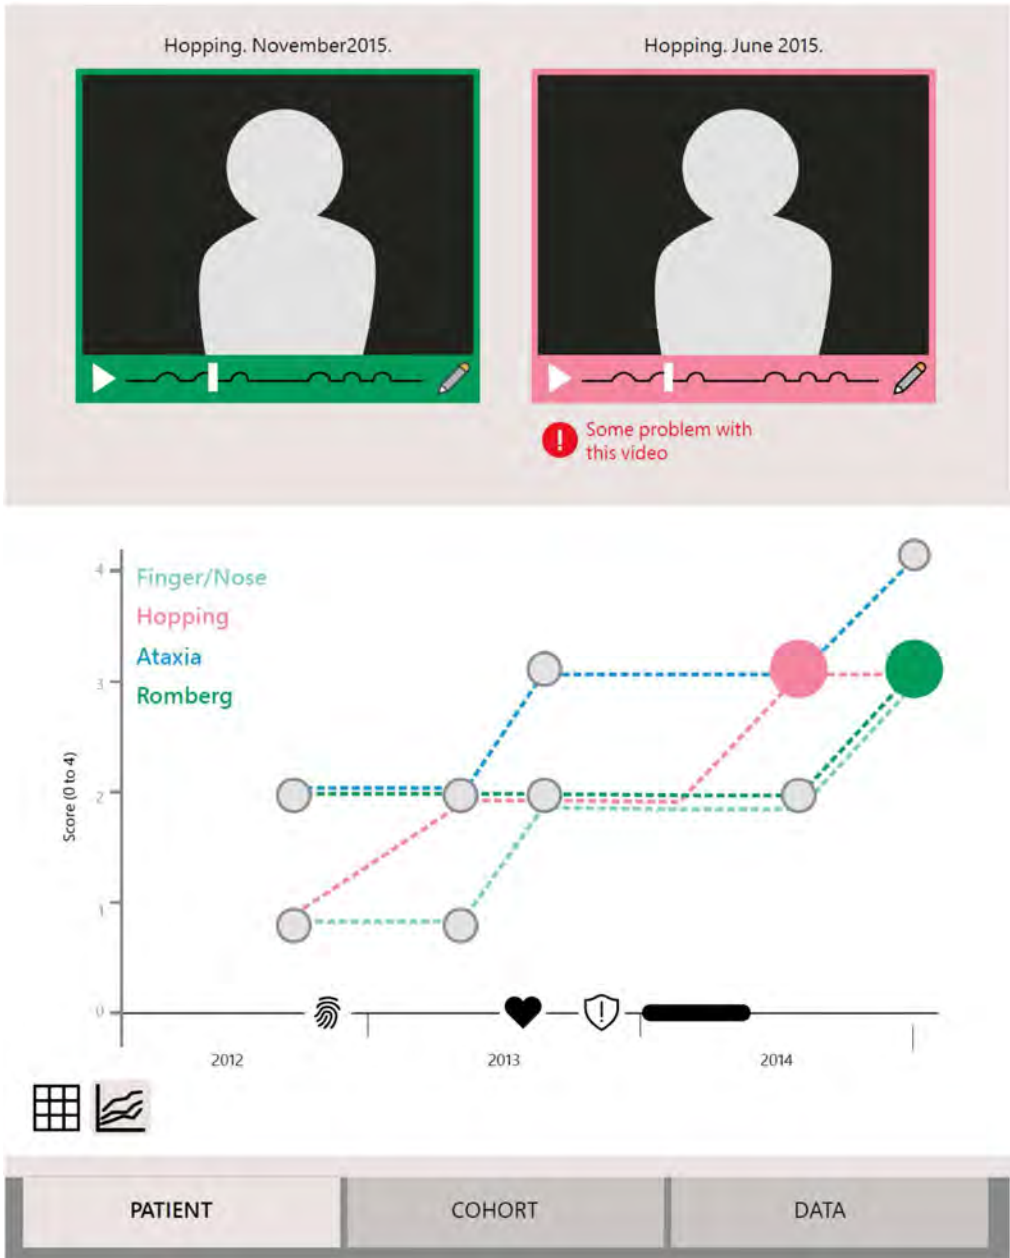 Hopping. November2015.
Hopping. June 2015.
Some problem with
this video
Finger/Nose
Hopping
Ataxia
Romberg
Score (0 to 4)
4
3
2
1
0
2012
2013
2014
PATIENT
COHORT
DATA